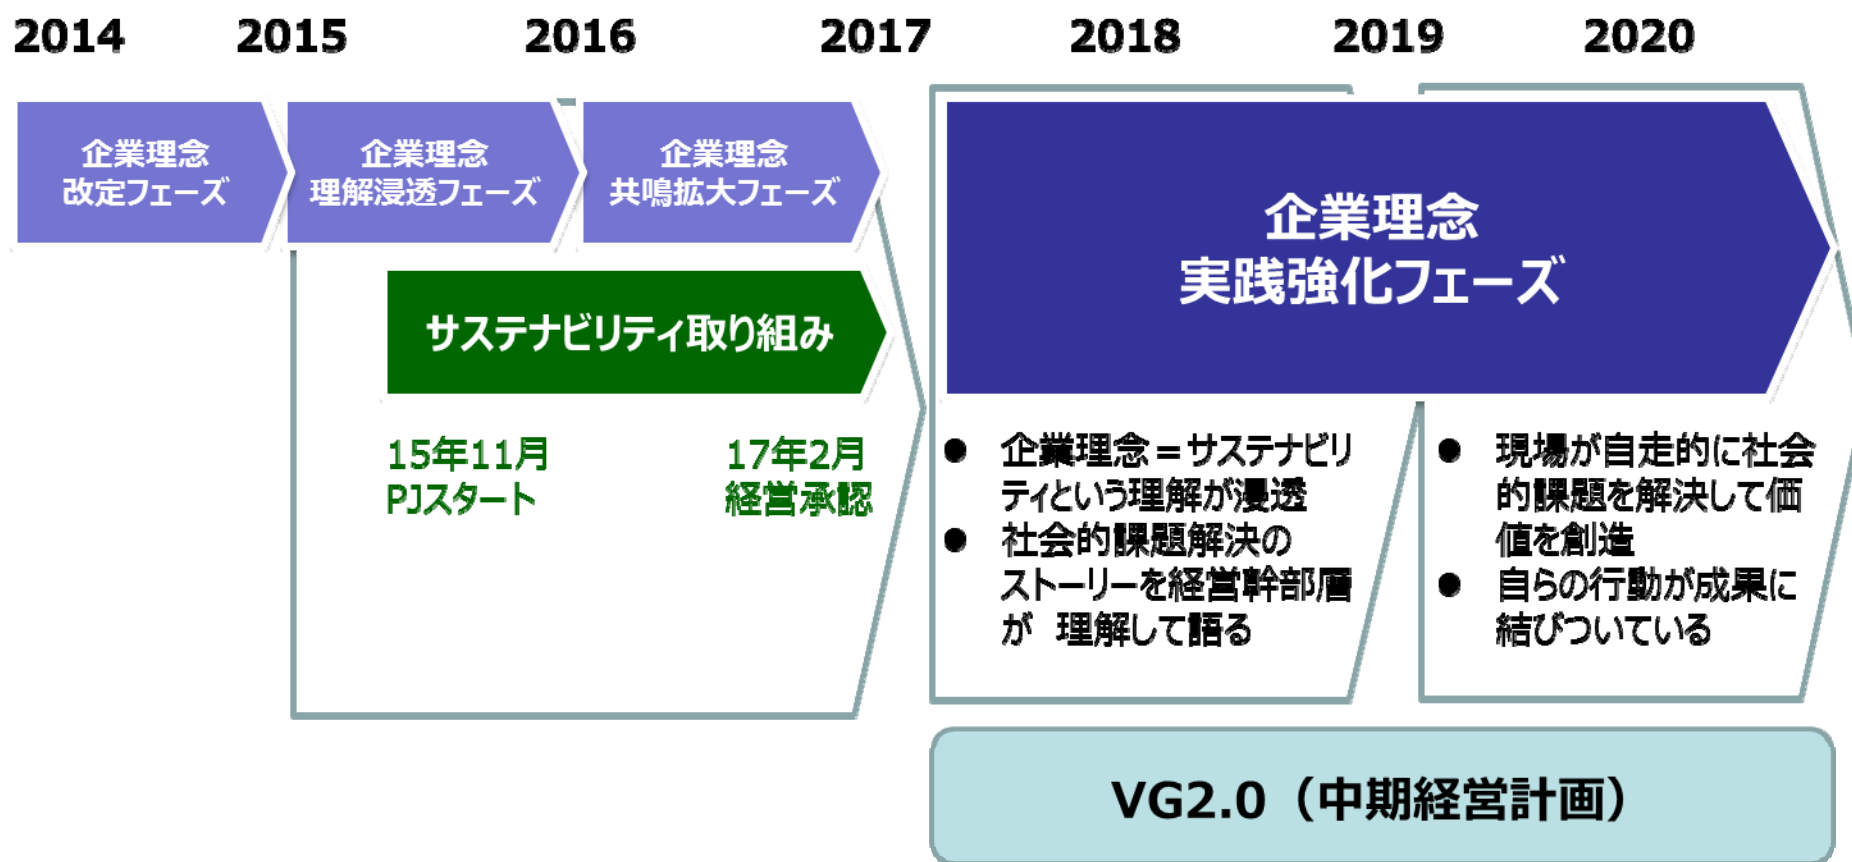 2014 2015 2016 2017 2018 2019 2020
企業理念
改定フェーズ
企業理念
理解浸透フェーズ
企業理念
共鳴拡大フェーズ
企業理念
実践強化フェーズ
サステナビリティ取り組み
15年11月
PJスタート
17年2月
経営承認
● 企業理念=サステナビリ
ティという理解が浸透
● 社会的課題解決の
ストーリーを経営幹部層
が 理解して語る
● 現場が自走的に社会
的課題を解決して価
値を創造
● 自らの行動が成果に
結びついている
VG2.0(中期経営計画)